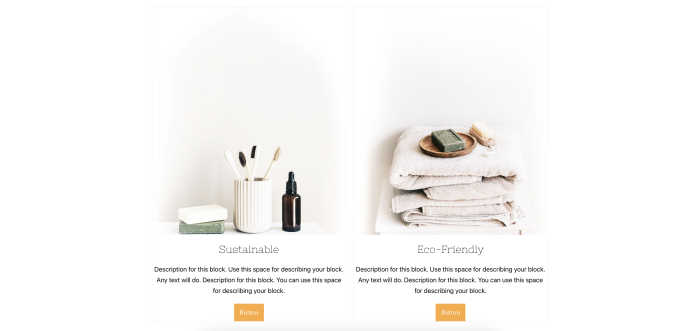 Sustainable
Description for this block. Use this space for describing your block.
Any text will do. Description for this block. You can use this space
for describing your block.
Button
Eco-Friendly
Description for this block. Use this space for describing your block.
Any text will do. Description for this block. You can use this space
for describing your block.
Button